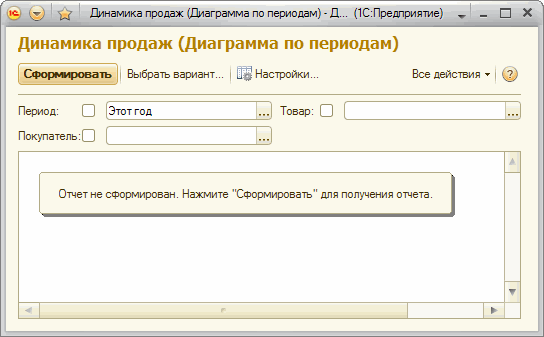 Динамика продаж (Диаграмма по периодам) - Д... (1С:Предприятие)
Динамика продаж (Диаграмма по периодам)
Сформировать Выбрать вариант... Настройки... Все действия ?
Период: Этот год ... Товар: ...
Покупатель: ...
Отчет не сформирован. Нажмите "Сформировать" для получения отчета.